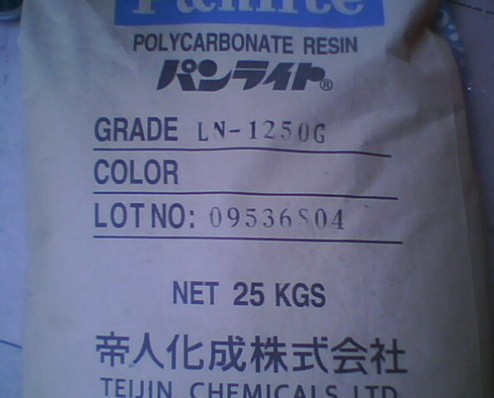 Panlite
POLYCARBONATE RESIN
パンライト®
GRADE LN-1250G
COLOR
LOT NO: 09536S04
NET 25 KGS
帝人化成株式会社
TEIJIN CHEMICALS LTD